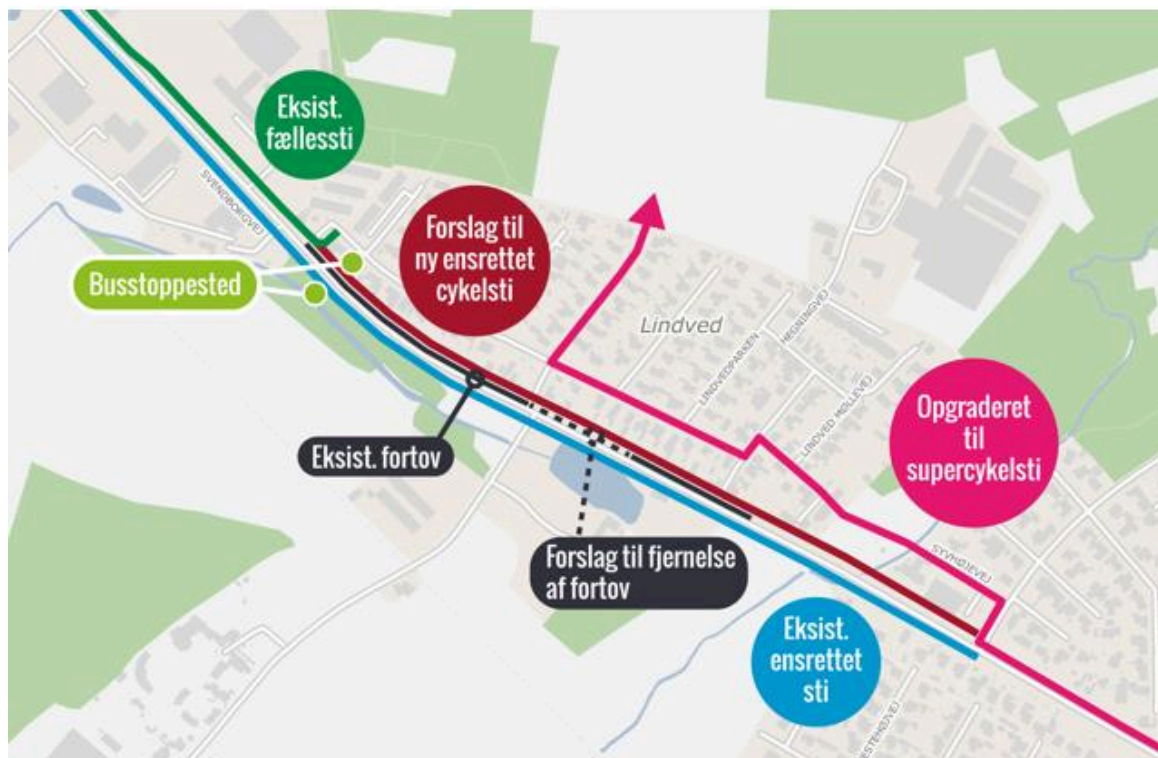 Eksist.
fællessti
SVENDBORGVEJ
Forslag til
ny ensrettet
cykelsti
Busstoppested
Lindved
LINDVEDPARKEN
HEGNINGVEJ
LINDVED MØLLEVEJ
Opgraderet
til
supercykelsti
Eksist. fortov
Forslag til fjernelse
af fortov
SYVHØJEVEJ
Eksist.
ensrettet
sti
ESTEHØJVEJ